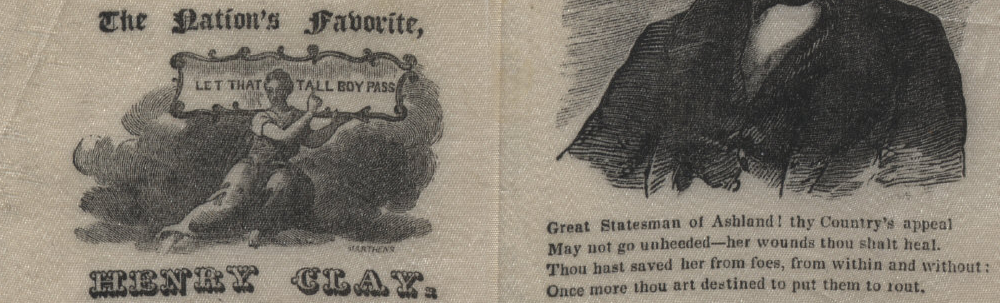 The Nation's Favorite,
LET THAT TALL BOY PASS
HENRY CLAY.
Great Statesman of Ashland! thy Country's appeal
May not go unheeded—her wounds thou shalt heal.
Thou hast saved her from foes, from within and without:
Once more thou art destined to put them to rout.